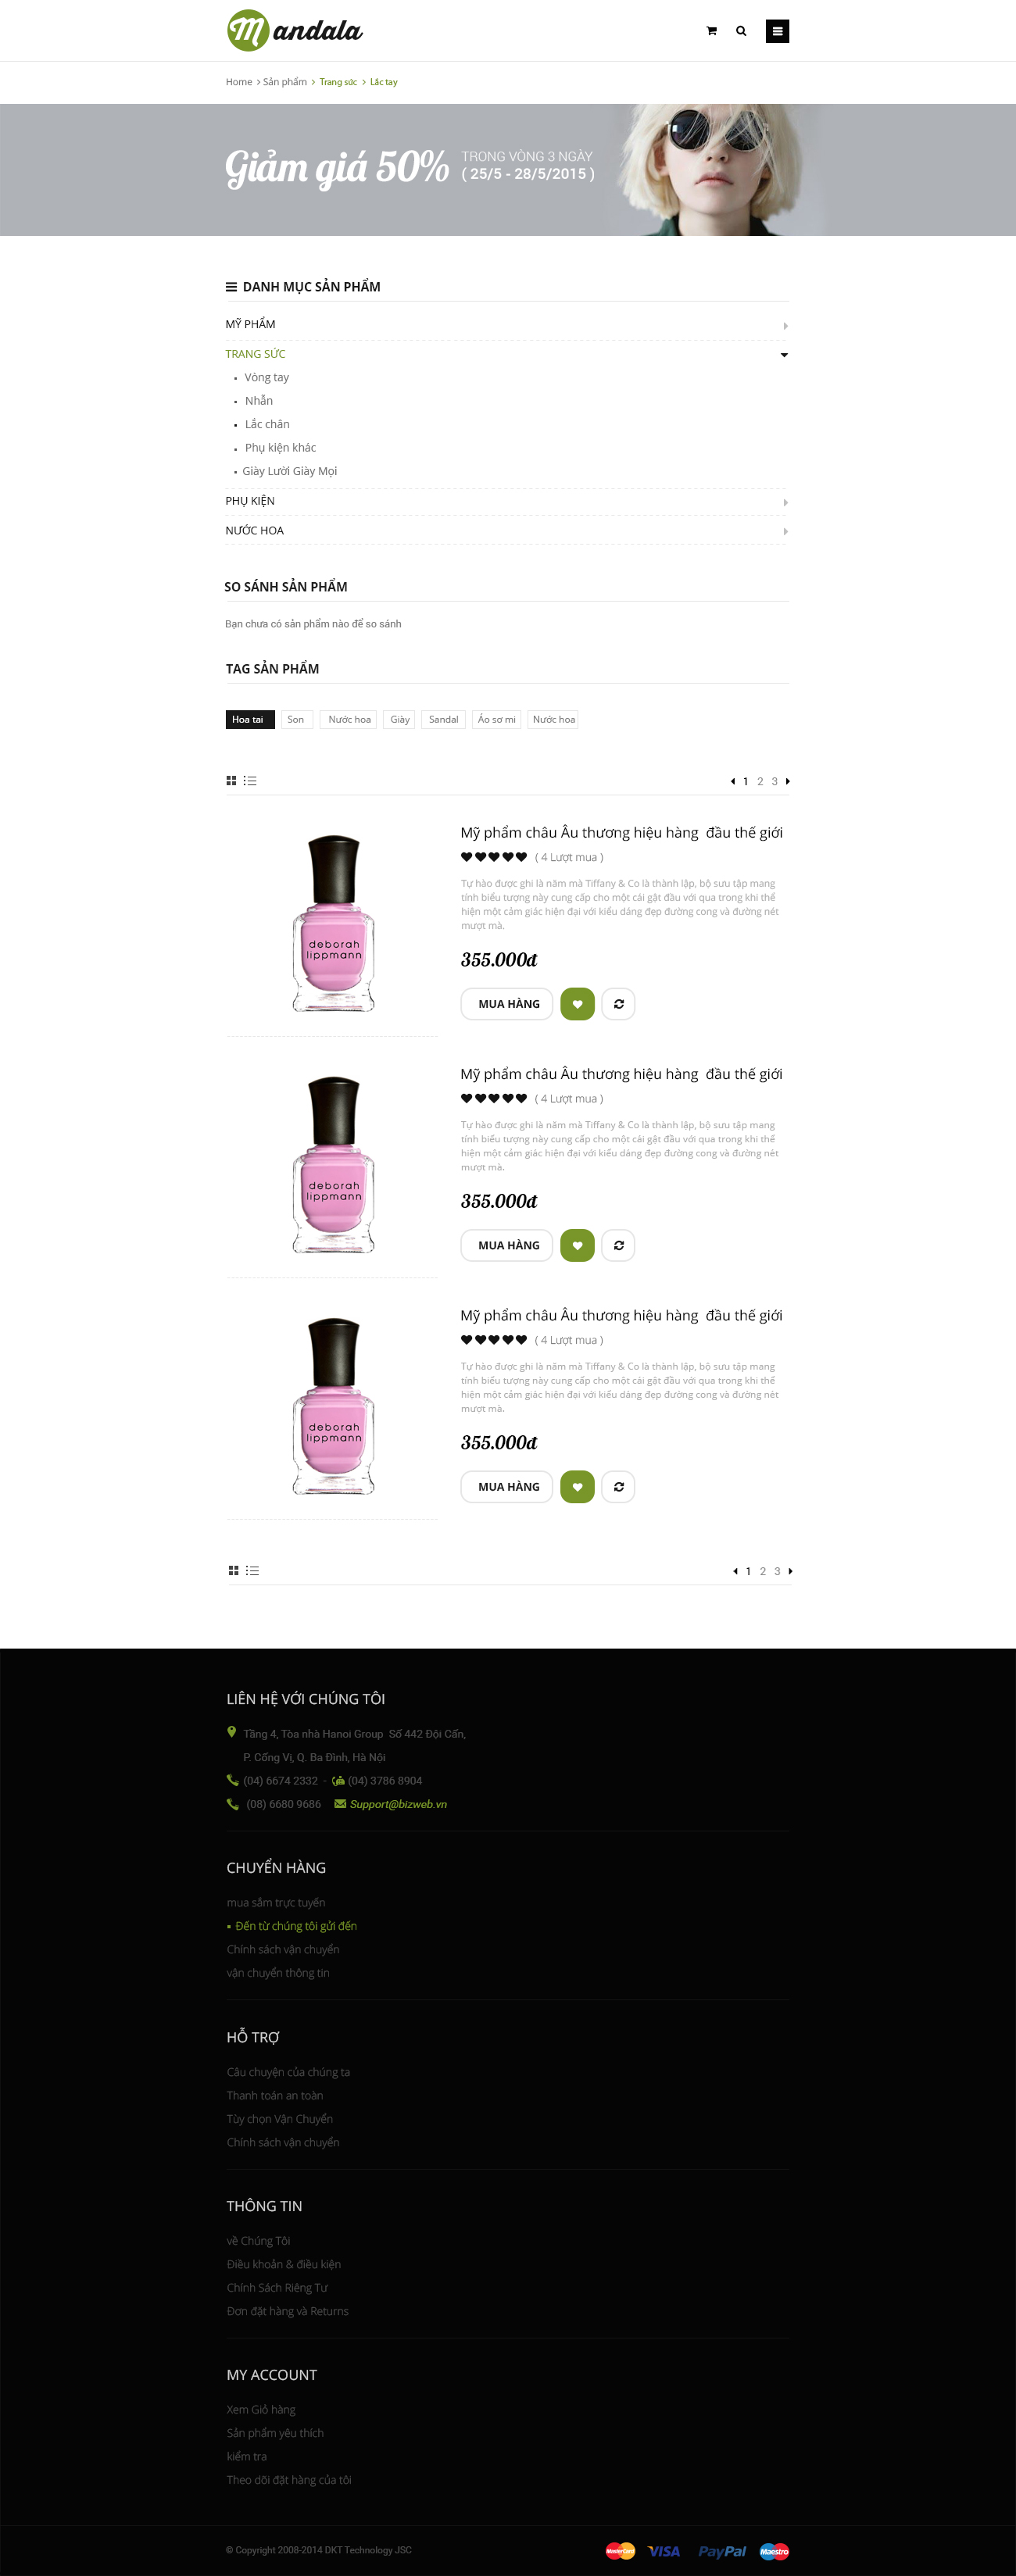 Mandala
Home > Sản phẩm > Trang sức > Lắc tay
Giảm giá 50% TRONG VÒNG 3 NGÀY
( 25/5 - 28/5/2015 )
DANH MỤC SẢN PHẨM
MỸ PHẨM
TRANG SỨC
• Vòng tay
• Nhẫn
• Lắc chân
• Phụ kiện khác
• Giày Lười Giày Mọi
PHỤ KIỆN
NƯỚC HOA
SO SÁNH SẢN PHẨM
Bạn chưa có sản phẩm nào để so sánh
TAG SẢN PHẨM
Hoa tai Son Nước hoa Giày Sandal Áo sơ mi Nước hoa
1 2 3
deborah
lippmann
Mỹ phẩm châu Âu thương hiệu hàng đầu thế giới
( 4 Lượt mua )
Tự hào được ghi là năm mà Tiffany & Co là thành lập, bộ sưu tập mang
tính biểu tượng này cung cấp cho một cái gật đầu với qua trong khi thể
hiện một cảm giác hiện đại với kiểu dáng đẹp đường cong và đường nét
mượt mà.
355.000đ
MUA HÀNG
deborah
lippmann
Mỹ phẩm châu Âu thương hiệu hàng đầu thế giới
( 4 Lượt mua )
Tự hào được ghi là năm mà Tiffany & Co là thành lập, bộ sưu tập mang
tính biểu tượng này cung cấp cho một cái gật đầu với qua trong khi thể
hiện một cảm giác hiện đại với kiểu dáng đẹp đường cong và đường nét
mượt mà.
355.000đ
MUA HÀNG
deborah
lippmann
Mỹ phẩm châu Âu thương hiệu hàng đầu thế giới
( 4 Lượt mua )
Tự hào được ghi là năm mà Tiffany & Co là thành lập, bộ sưu tập mang
tính biểu tượng này cung cấp cho một cái gật đầu với qua trong khi thể
hiện một cảm giác hiện đại với kiểu dáng đẹp đường cong và đường nét
mượt mà.
355.000đ
MUA HÀNG
1 2 3
LIÊN HỆ VỚI CHÚNG TÔI
Tầng 4, Tòa nhà Hanoi Group Số 442 Đội Cấn,
P. Cống Vị, Q. Ba Đình, Hà Nội
(04) 6674 2332 - (04) 3786 8904
(08) 6680 9686 Support@bizweb.vn
CHUYỂN HÀNG
mua sắm trực tuyến
Đến từ chúng tôi gửi đến
Chính sách vận chuyển
vận chuyển thông tin
HỖ TRỢ
Câu chuyện của chúng ta
Thanh toán an toàn
Tùy chọn Vận Chuyển
Chính sách vận chuyển
THÔNG TIN
về Chúng Tôi
Điều khoản & điều kiện
Chính Sách Riêng Tư
Đơn đặt hàng và Returns
MY ACCOUNT
Xem Giỏ hàng
Sản phẩm yêu thích
kiểm tra
Theo dõi đặt hàng của tôi
© Copyright 2008-2014 DKT Technology JSC MasterCard VISA PayPal Maestro